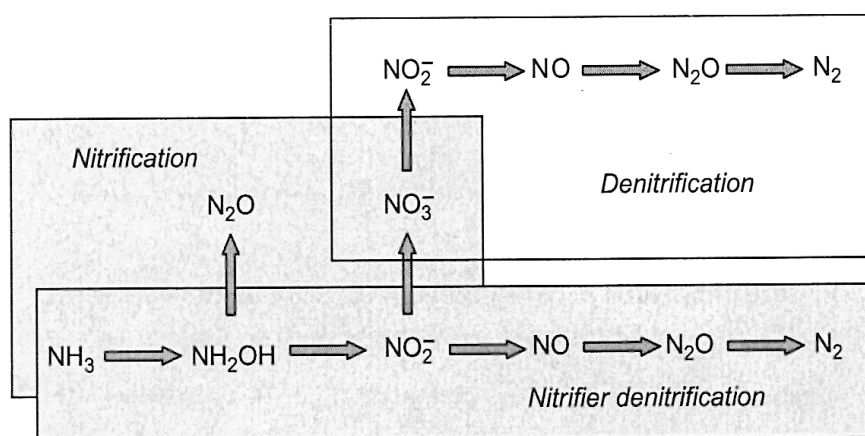 NO₂⁻ NO N₂O N₂
Nitrification
Denitrification
N₂O NO₃⁻
NH₃ NH₂OH NO₂⁻ NO N₂O N₂
Nitrifier denitrification